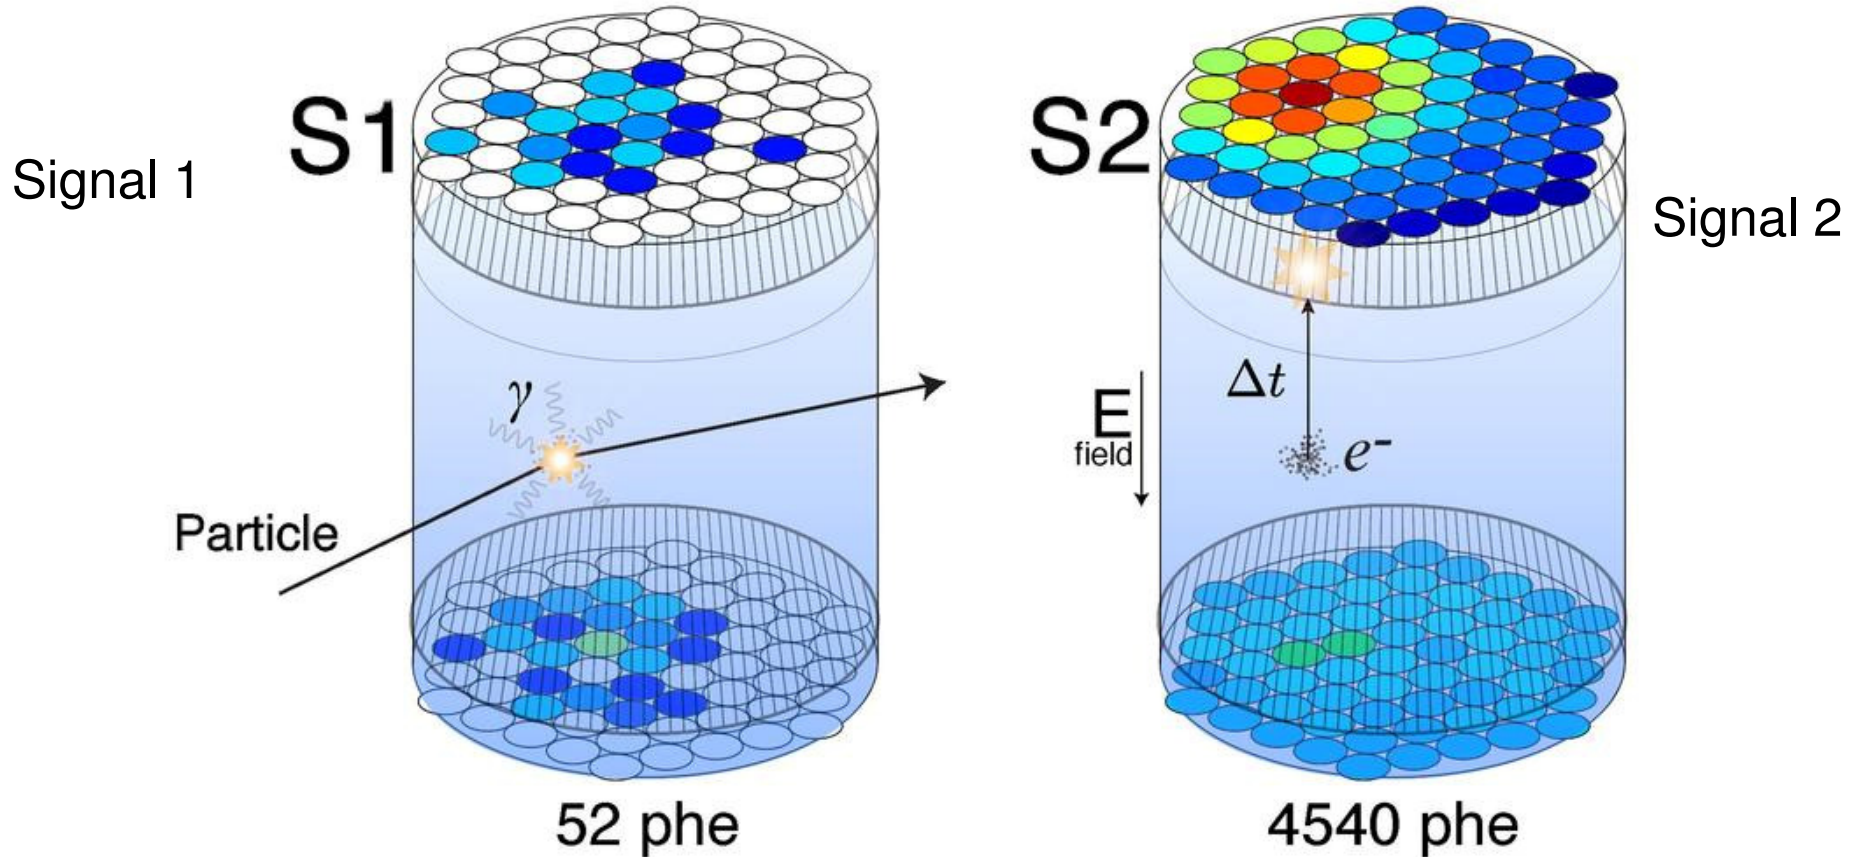 S1
Signal 1
γ
Particle
52 phe
S2
Signal 2
Δt
E
field
e-
4540 phe